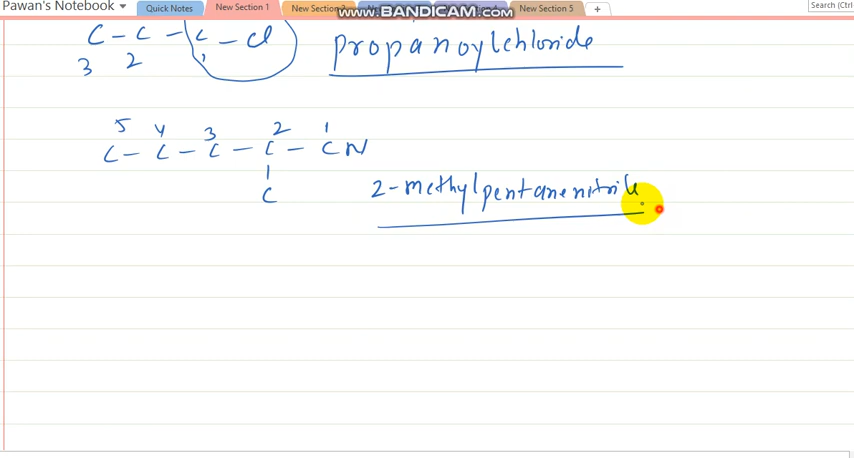 Pawan's Notebook Quick Notes New Section 1 New Section 5 + Search (Ctrl
WWW.BANDICAM.COM
C - C - C - Cl propanoylchloride
3 2 1
5 4 3 2 1
C - C - C - C - CN
C 2-methylpentanenitrile